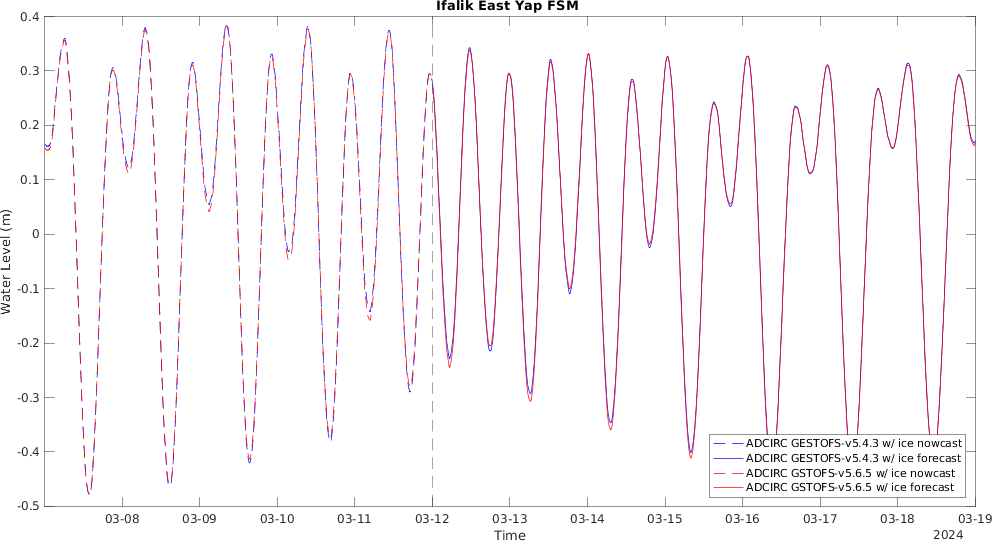 Ifalik East Yap FSM
0.4
0.3
0.2
0.1
0
-0.1
-0.2
-0.3
-0.4
-0.5
Water Level (m)
ADCIRC GESTOFS-v5.4.3 w/ ice nowcast
ADCIRC GESTOFS-v5.4.3 w/ ice forecast
ADCIRC GSTOFS-v5.6.5 w/ ice nowcast
ADCIRC GSTOFS-v5.6.5 w/ ice forecast
03-08 03-09 03-10 03-11 03-12 03-13 03-14 03-15 03-16 03-17 03-18 03-19
Time
2024